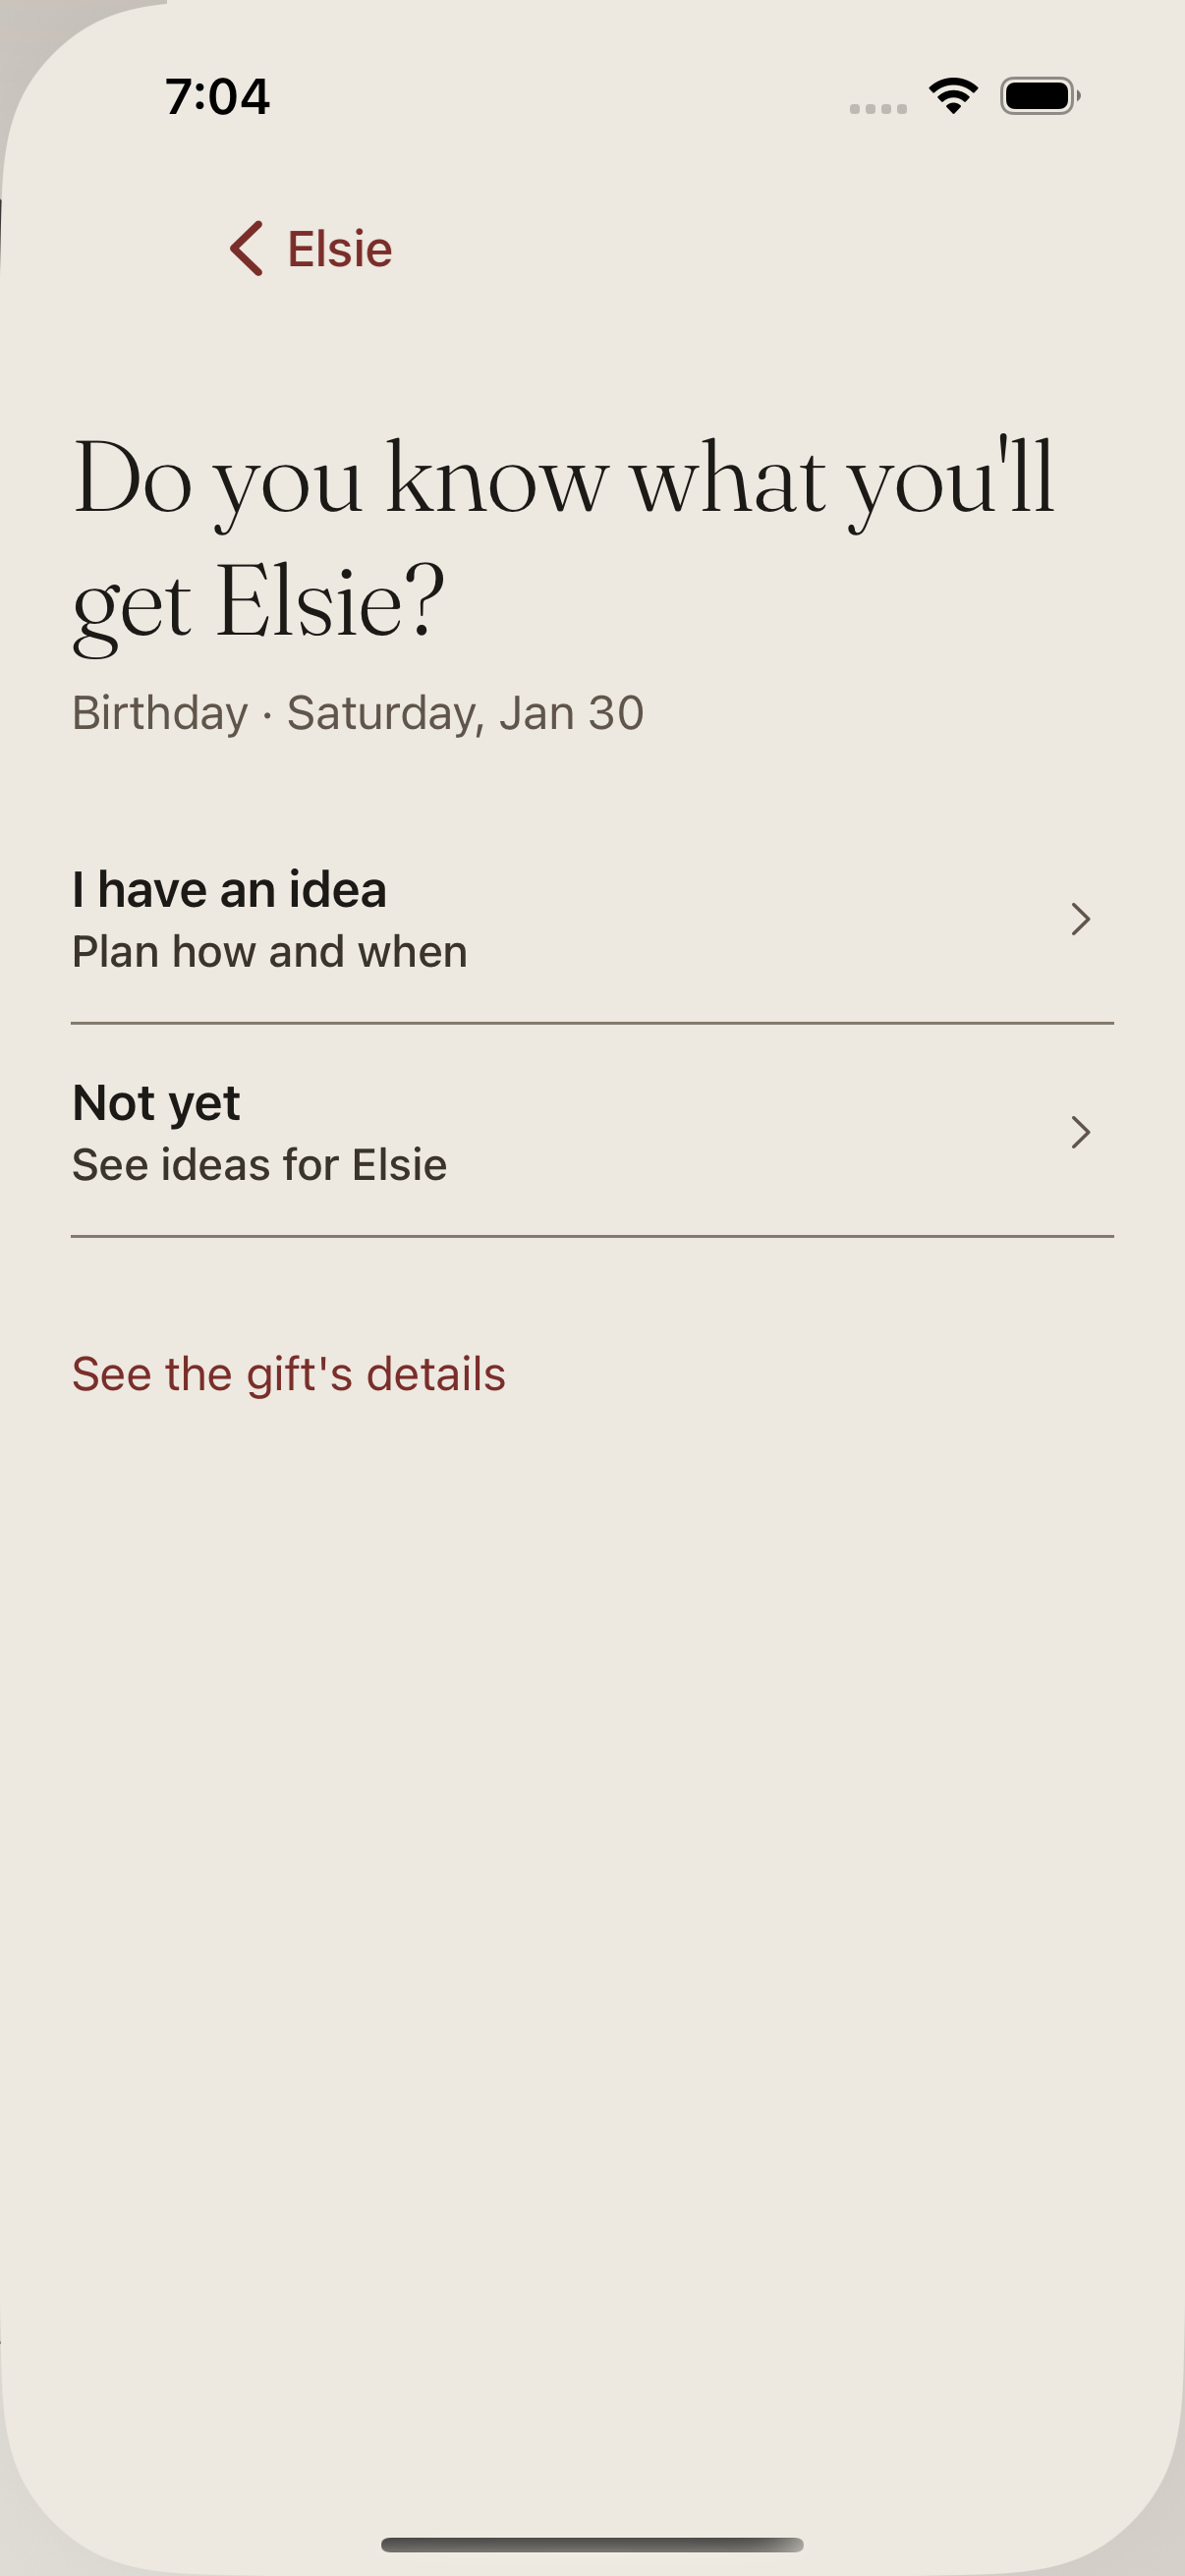 7:04
Elsie
Do you know what you'll
get Elsie?
Birthday · Saturday, Jan 30
I have an idea
Plan how and when
Not yet
See ideas for Elsie
See the gift's details